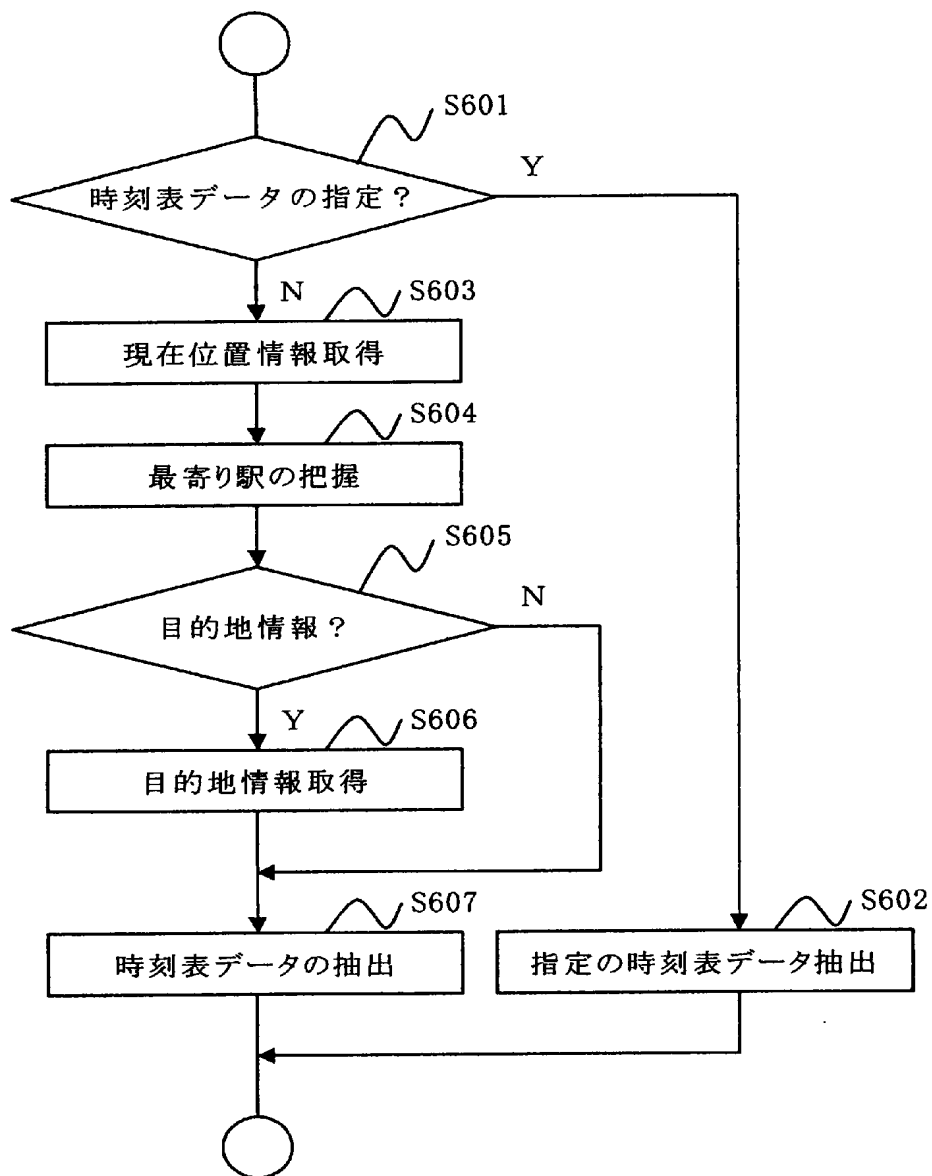 S601
時刻表データの指定？
Y
N
S603
現在位置情報取得
S604
最寄り駅の把握
S605
目的地情報？
N
Y
S606
目的地情報取得
S607
時刻表データの抽出
S602
指定の時刻表データ抽出